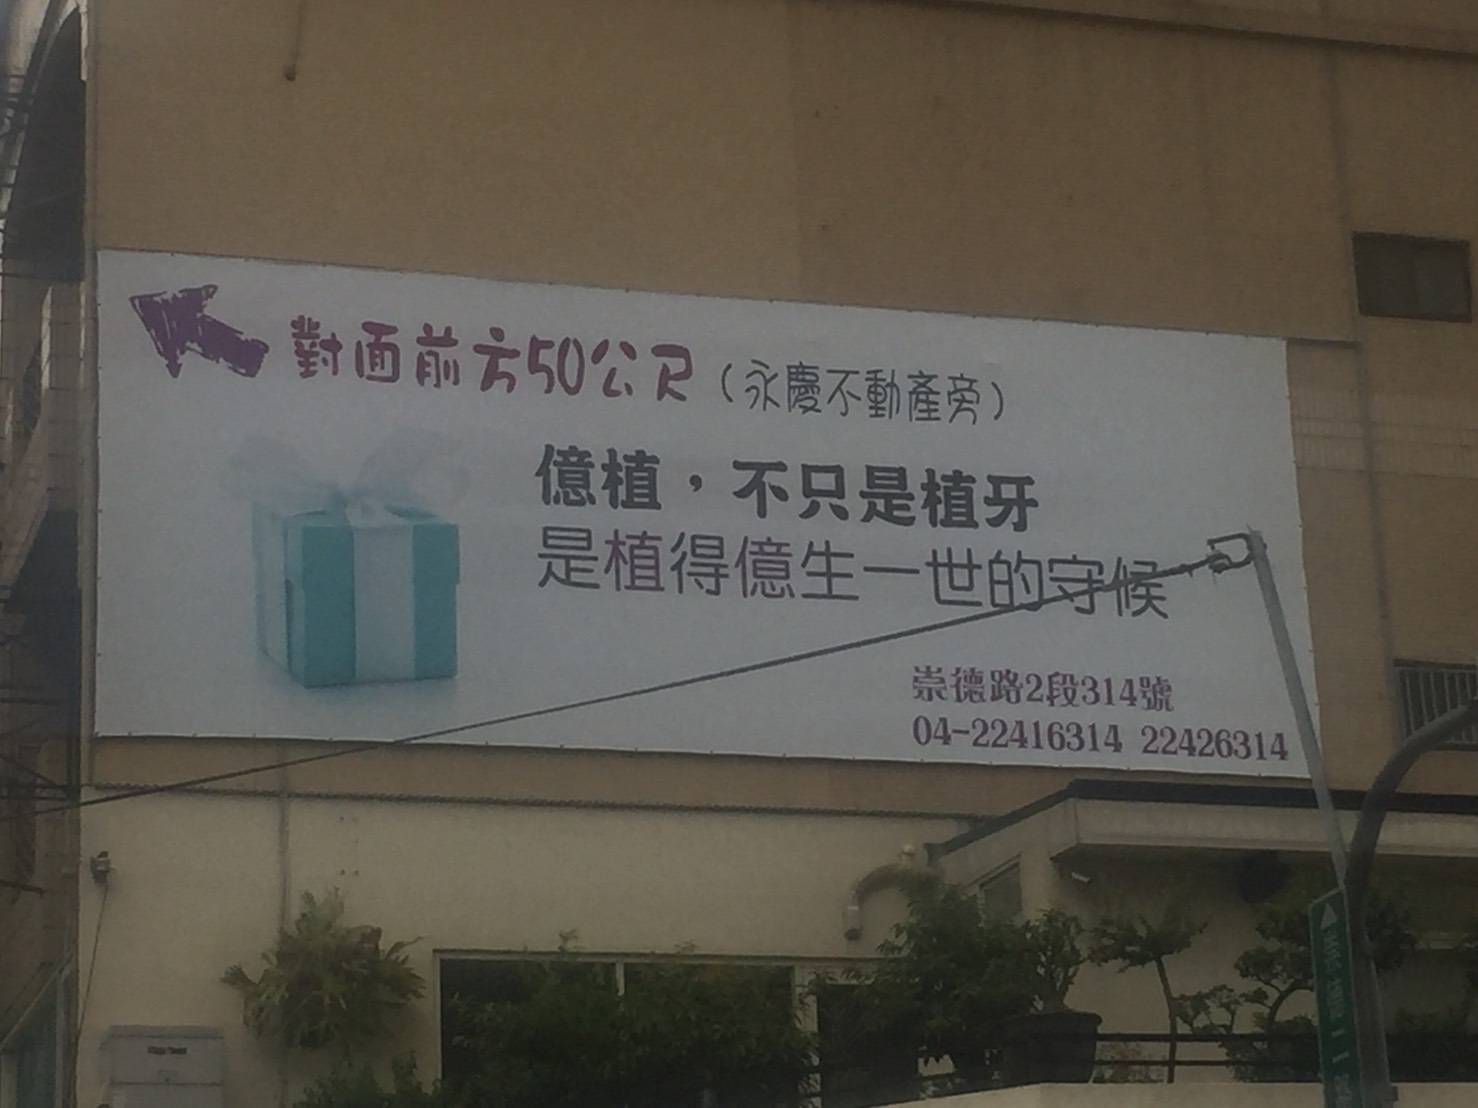 對面前方50公尺（永慶不動產旁）
億植，不只是植牙
是植得億生一世的守候
崇德路2段314號
04-22416314 22426314